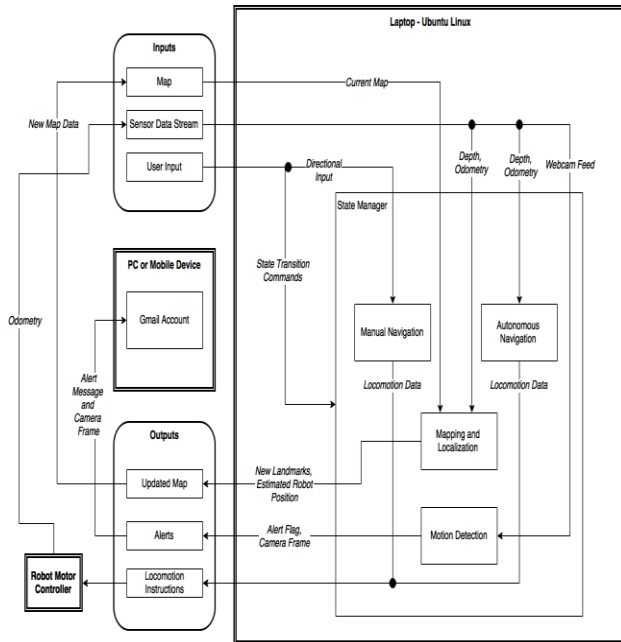 Laptop - Ubuntu Linux
Inputs
Map
Current Map
New Map Data
Sensor Data Stream
User Input
Directional
Input
Depth,
Odometry
Depth,
Odometry
Webcam Feed
State Manager
PC or Mobile Device
Gmail Account
State Transition
Commands
Odometry
Manual Navigation
Autonomous
Navigation
Alert
Message
and
Camera
Frame
Locomotion Data
Locomotion Data
Outputs
Mapping and
Localization
Updated Map
New Landmarks,
Estimated Robot
Position
Alerts
Alert Flag,
Camera Frame
Motion Detection
Robot Motor
Controller
Locomotion
Instructions